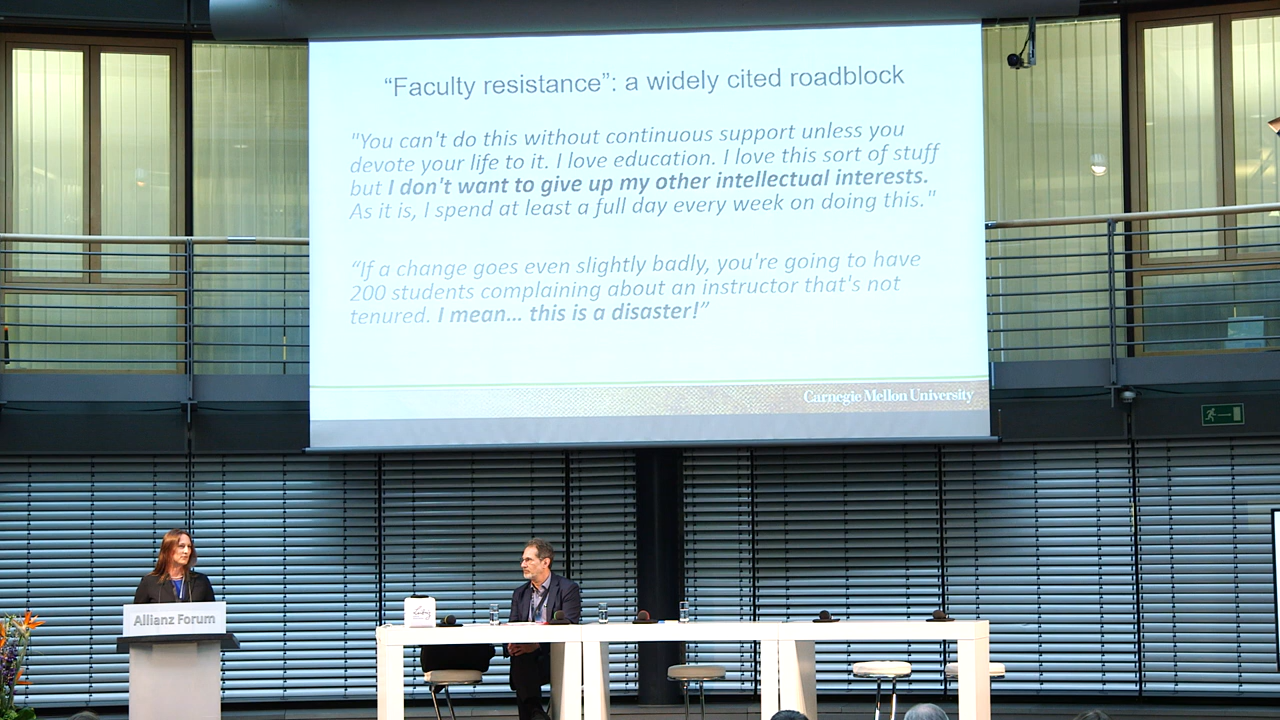 “Faculty resistance”: a widely cited roadblock
"You can't do this without continuous support unless you
devote your life to it. I love education. I love this sort of stuff
but I don't want to give up my other intellectual interests.
As it is, I spend at least a full day every week on doing this."
“If a change goes even slightly badly, you're going to have
200 students complaining about an instructor that's not
tenured. I mean... this is a disaster!”
Carnegie Mellon University
Allianz Forum